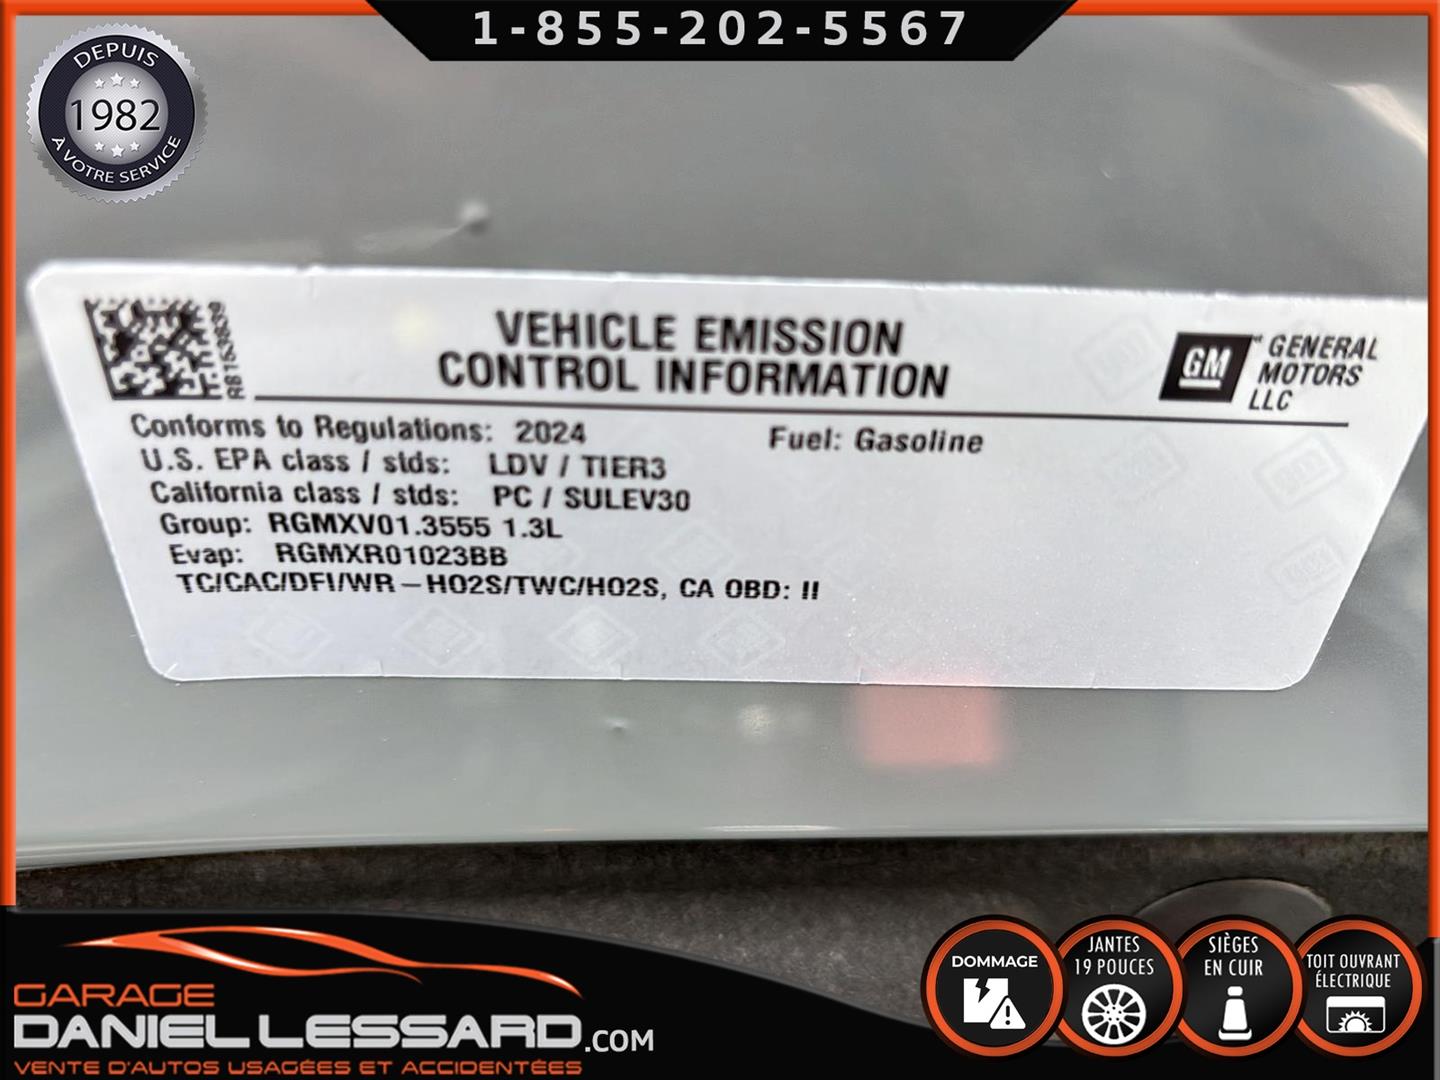 1-855-202-5567
DEPUIS
1982
À VOTRE SERVICE
VEHICLE EMISSION
CONTROL INFORMATION
GM
GENERAL
MOTORS
LLC
Conforms to Regulations: 2024
Fuel: Gasoline
U.S. EPA class / stds: LDV / TIER3
California class / stds: PC / SULEV30
Group: RGMXV01.3555 1.3L
Evap: RGMXR01023BB
TC/CAC/DFI/WR-HO2S/TWC/HO2S, CA OBD: II
GARAGE
DANIEL LESSARD.COM
VENTE D'AUTOS USAGÉES ET ACCIDENTÉES
DOMMAGE
JANTES
19 POUCES
SIÈGES
EN CUIR
TOIT OUVRANT
ÉLECTRIQUE